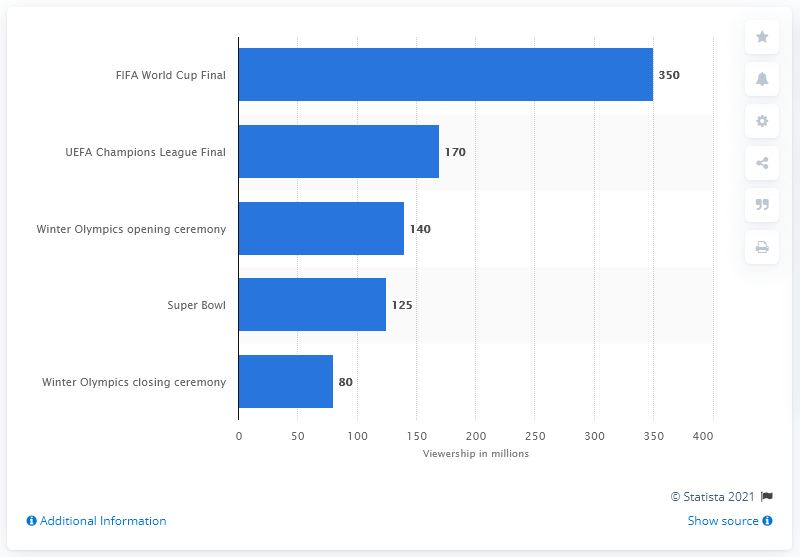 FIFA World Cup Final
350
UEFA Champions League Final
170
Winter Olympics opening ceremony
140
Super Bowl
125
Winter Olympics closing ceremony
80
0 50 100 150 200 250 300 350 400
Viewership in millions
© Statista 2021
Additional Information
Show source